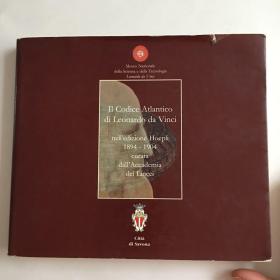 Museo Nazionale
della Scienza e della Tecnologia
Leonardo da Vinci
Il Codice Atlantico
di Leonardo da Vinci
nell'edizione Hoepli
1894 - 1904
curata
dall'Accademia
dei Lincei
Città
di Savona